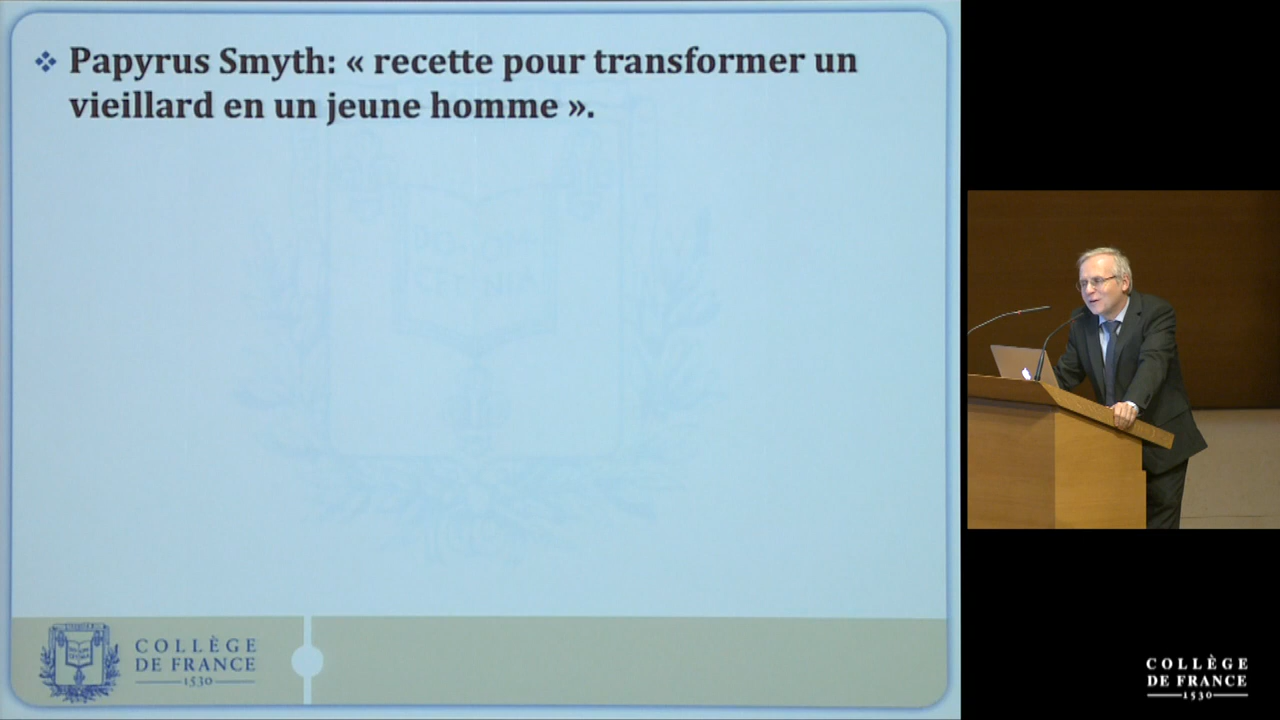 Papyrus Smyth: « recette pour transformer un
vieillard en un jeune homme ».
COLLÈGE
DE FRANCE
1530
COLLÈGE
DE FRANCE
1530